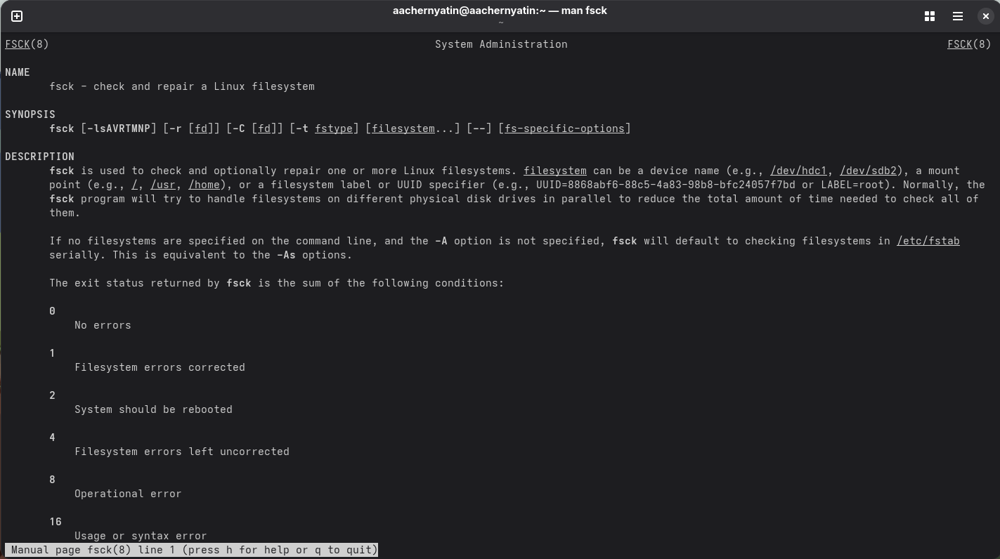 aachernyatin@aachernyatin:~ — man fsck
~
FSCK(8) System Administration FSCK(8)
NAME
fsck - check and repair a Linux filesystem
SYNOPSIS
fsck [-lsAVRTMNP] [-r [fd]] [-C [fd]] [-t fstype] [filesystem...] [--] [fs-specific-options]
DESCRIPTION
fsck is used to check and optionally repair one or more Linux filesystems. filesystem can be a device name (e.g., /dev/hdc1, /dev/sdb2), a mount
point (e.g., /, /usr, /home), or a filesystem label or UUID specifier (e.g., UUID=8868abf6-88c5-4a83-98b8-bfc24057f7bd or LABEL=root). Normally, the
fsck program will try to handle filesystems on different physical disk drives in parallel to reduce the total amount of time needed to check all of
them.
If no filesystems are specified on the command line, and the -A option is not specified, fsck will default to checking filesystems in /etc/fstab
serially. This is equivalent to the -As options.
The exit status returned by fsck is the sum of the following conditions:
0
No errors
1
Filesystem errors corrected
2
System should be rebooted
4
Filesystem errors left uncorrected
8
Operational error
16
Usage or syntax error
Manual page fsck(8) line 1 (press h for help or q to quit)